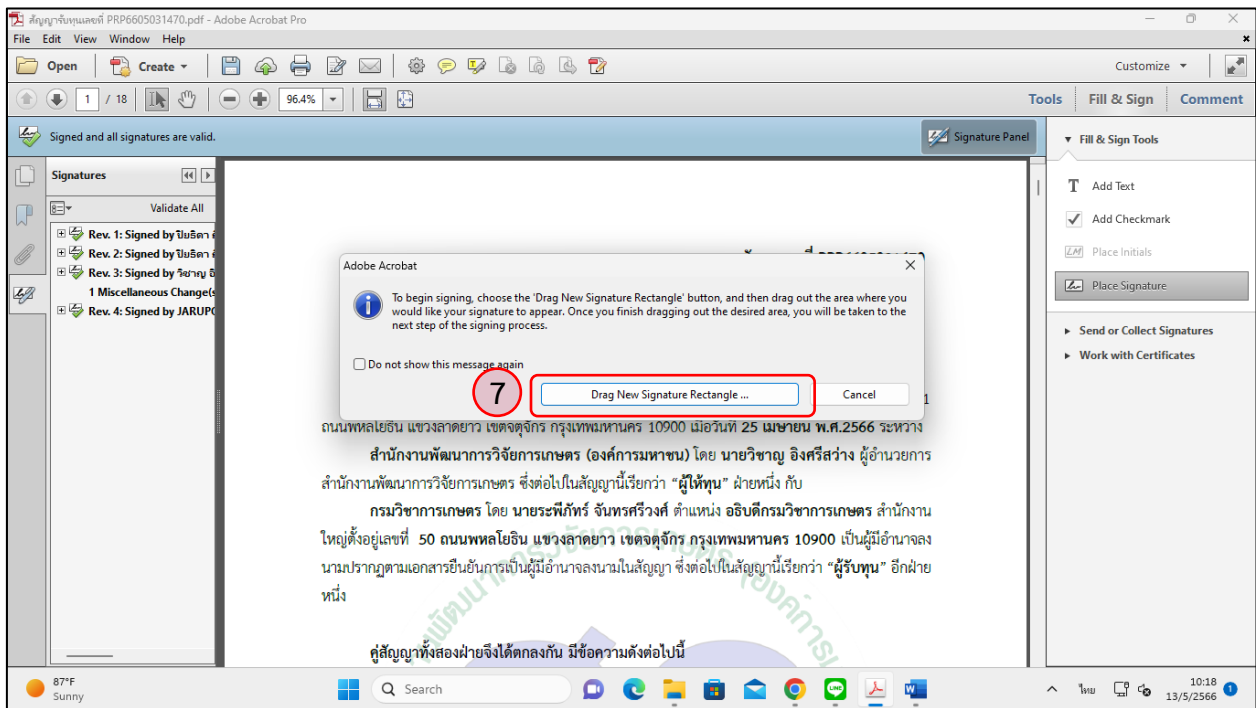 สัญญารับทุนเลขที่ PRP6605031470.pdf - Adobe Acrobat Pro
File Edit View Window Help
Open Create Customize
1 / 18 96.4% Tools Fill & Sign Comment
Signed and all signatures are valid. Signature Panel
Fill & Sign Tools
Signatures
T Add Text
Validate All
Add Checkmark
Rev. 1: Signed by ปิยธิดา
Rev. 2: Signed by ปิยธิดา
LM Place Initials
Rev. 3: Signed by วิชาญ อิ
Place Signature
1 Miscellaneous Change(s
Rev. 4: Signed by JARUPO
Send or Collect Signatures
Work with Certificates
Adobe Acrobat
To begin signing, choose the 'Drag New Signature Rectangle' button, and then drag out the area where you
would like your signature to appear. Once you finish dragging out the desired area, you will be taken to the
next step of the signing process.
Do not show this message again
7 Drag New Signature Rectangle ... Cancel
ถนนพหลโยธิน แขวงลาดยาว เขตจตุจักร กรุงเทพมหานคร 10900 เมื่อวันที่ 25 เมษายน พ.ศ.2566 ระหว่าง
สำนักงานพัฒนาการวิจัยการเกษตร (องค์การมหาชน) โดย นายวิชาญ อิงศรีสว่าง ผู้อำนวยการ
สำนักงานพัฒนาการวิจัยการเกษตร ซึ่งต่อไปในสัญญานี้เรียกว่า “ผู้ให้ทุน” ฝ่ายหนึ่ง กับ
กรมวิชาการเกษตร โดย นายระพีภัทร์ จันทรศรีวงศ์ ตำแหน่ง อธิบดีกรมวิชาการเกษตร สำนักงาน
ใหญ่ตั้งอยู่เลขที่ 50 ถนนพหลโยธิน แขวงลาดยาว เขตจตุจักร กรุงเทพมหานคร 10900 เป็นผู้มีอำนาจลง
นามปรากฏตามเอกสารยืนยันการเป็นผู้มีอำนาจลงนามในสัญญา ซึ่งต่อไปในสัญญานี้เรียกว่า “ผู้รับทุน” อีกฝ่าย
หนึ่ง
คู่สัญญาทั้งสองฝ่ายจึงได้ตกลงกัน มีข้อความดังต่อไปนี้
87°F
Sunny
Search
ไทย
10:18
13/5/2566
1